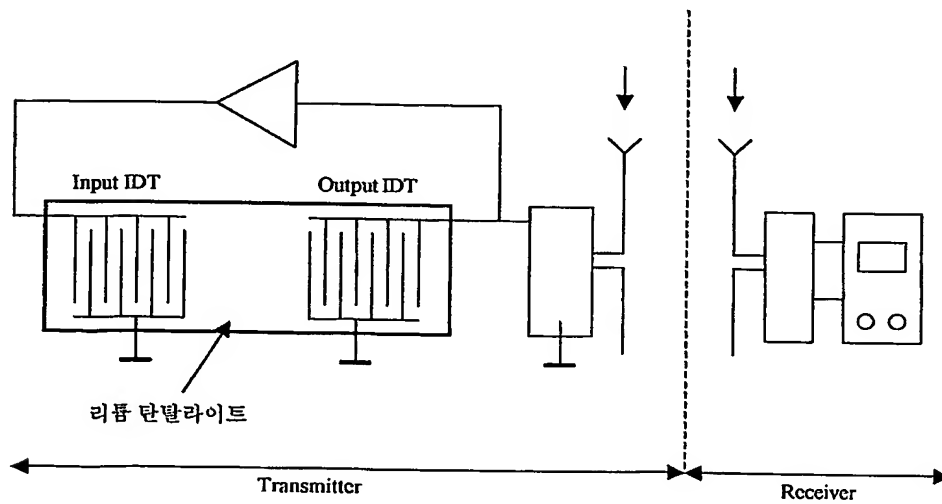 Input IDT
Output IDT
리튬 탄탈라이트
Transmitter
Receiver